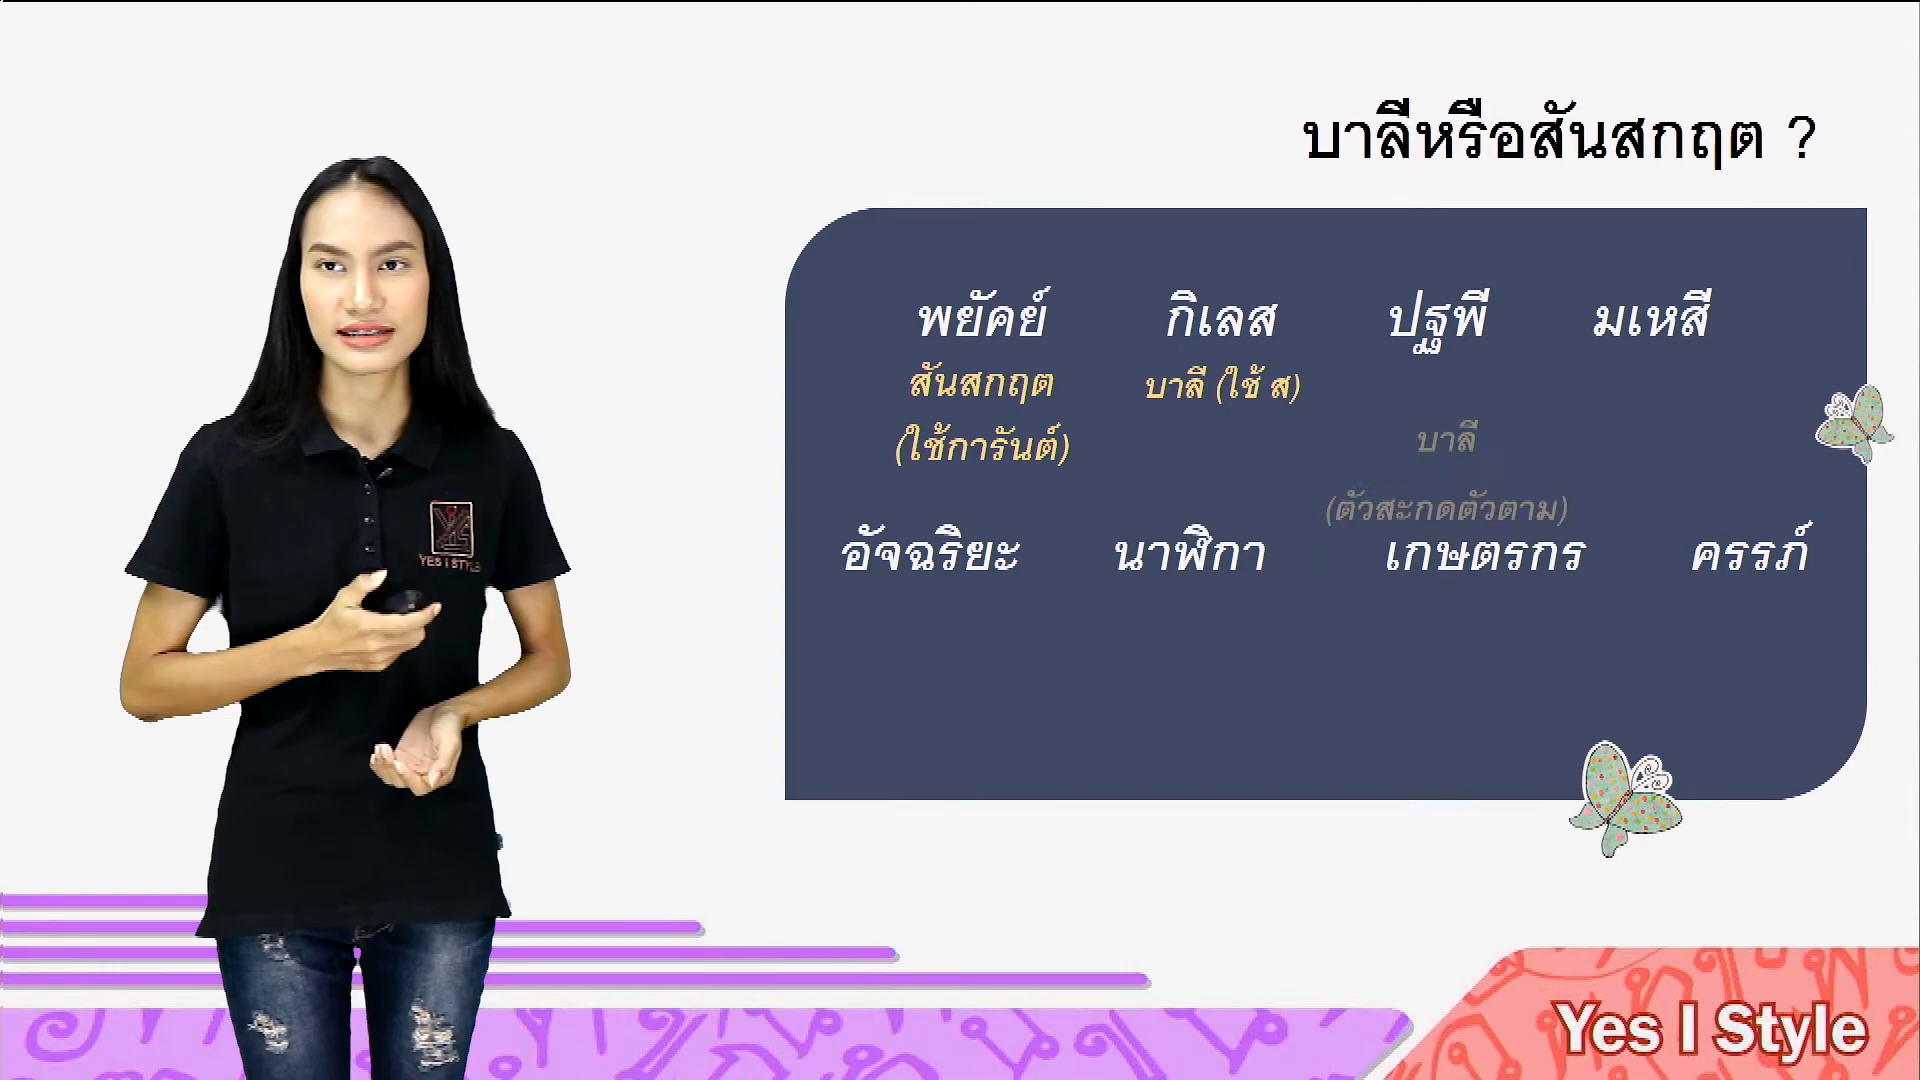 บาลีหรือสันสกฤต ?
พยัคย์ กิเลส ปฐพี มเหสี
สันสกฤต บาลี (ใช้ ส)
(ใช้การันต์) บาลี
(ตัวสะกดตัวตาม)
อัจฉริยะ นาฬิกา เกษตรกร ครรภ์
YES I STYLE
Yes I Style